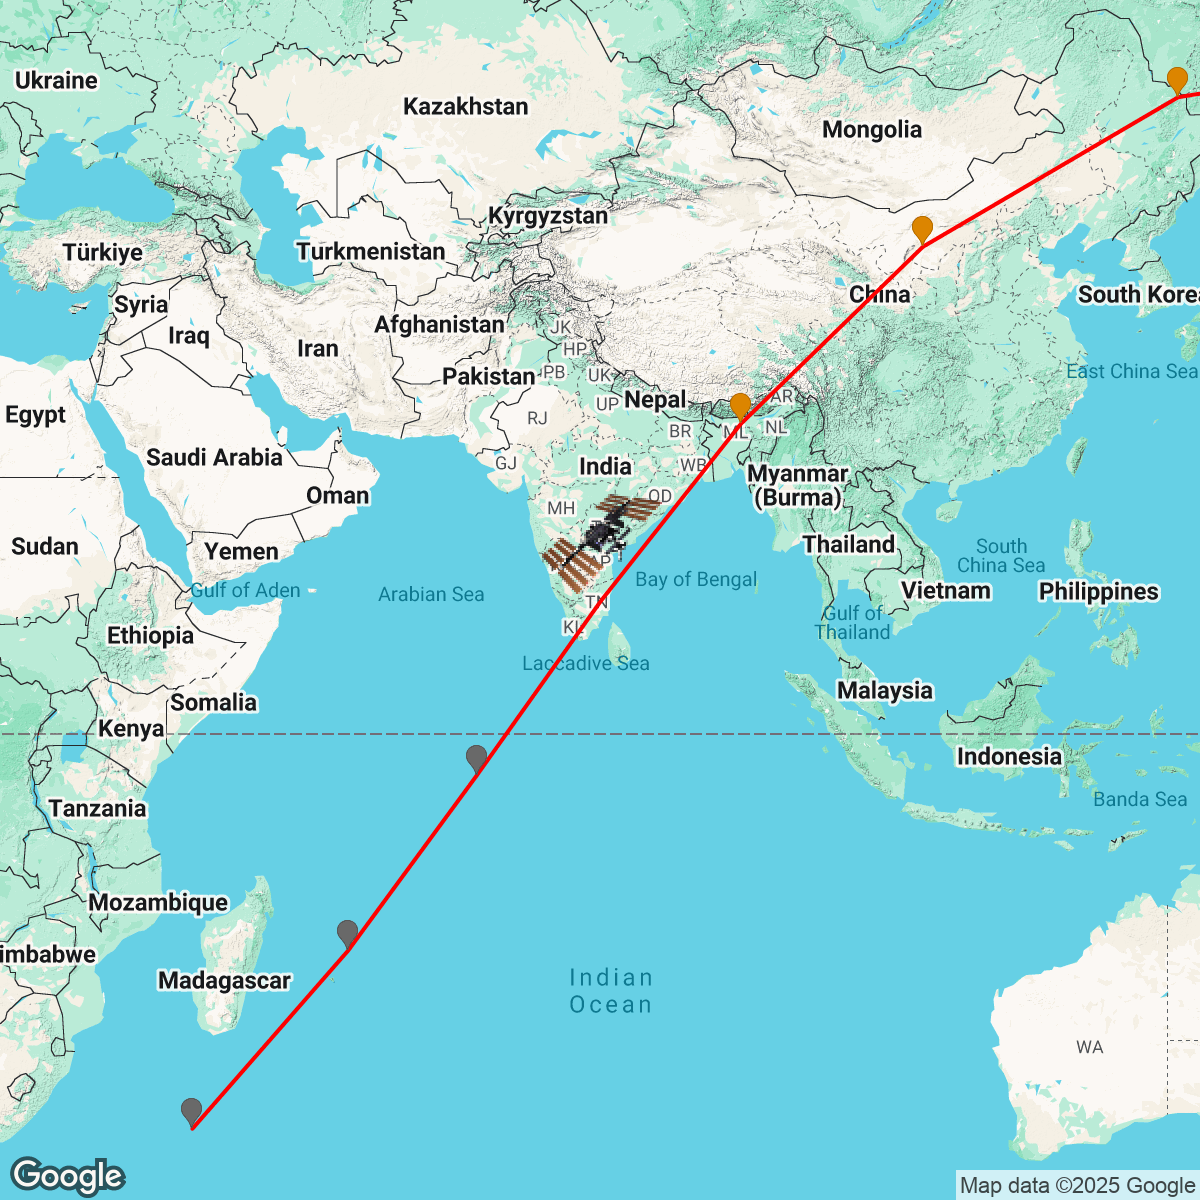 Ukraine
Kazakhstan
Mongolia
Kyrgyzstan
Türkiye
Turkmenistan
Syria
China
South Korea
Afghanistan
Iraq
JK
Iran
HP
East China Sea
PB
UK
Pakistan
AR
Nepal
UP
Egypt
RJ
NL
BR
ML
Saudi Arabia
GJ
India
WB
Myanmar
(Burma)
Oman
OD
MH
Sudan
Thailand
South
China Sea
Yemen
Gulf of Aden
Arabian Sea
Bay of Bengal
Vietnam
Philippines
TN
Gulf of
Thailand
KL
Ethiopia
Laccadive Sea
Malaysia
Somalia
Kenya
Indonesia
Tanzania
Banda Sea
Mozambique
imbabwe
Madagascar
Indian
Ocean
WA
Google
Map data ©2025 Google